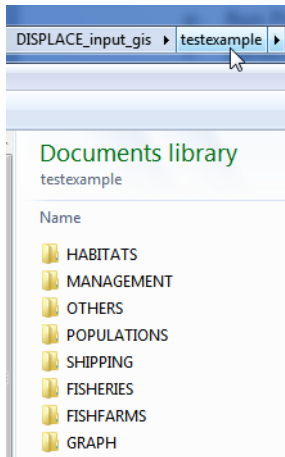 DISPLACE_input_gis ▸ testexample ▸
Documents library
testexample
Name
HABITATS
MANAGEMENT
OTHERS
POPULATIONS
SHIPPING
FISHERIES
FISHFARMS
GRAPH